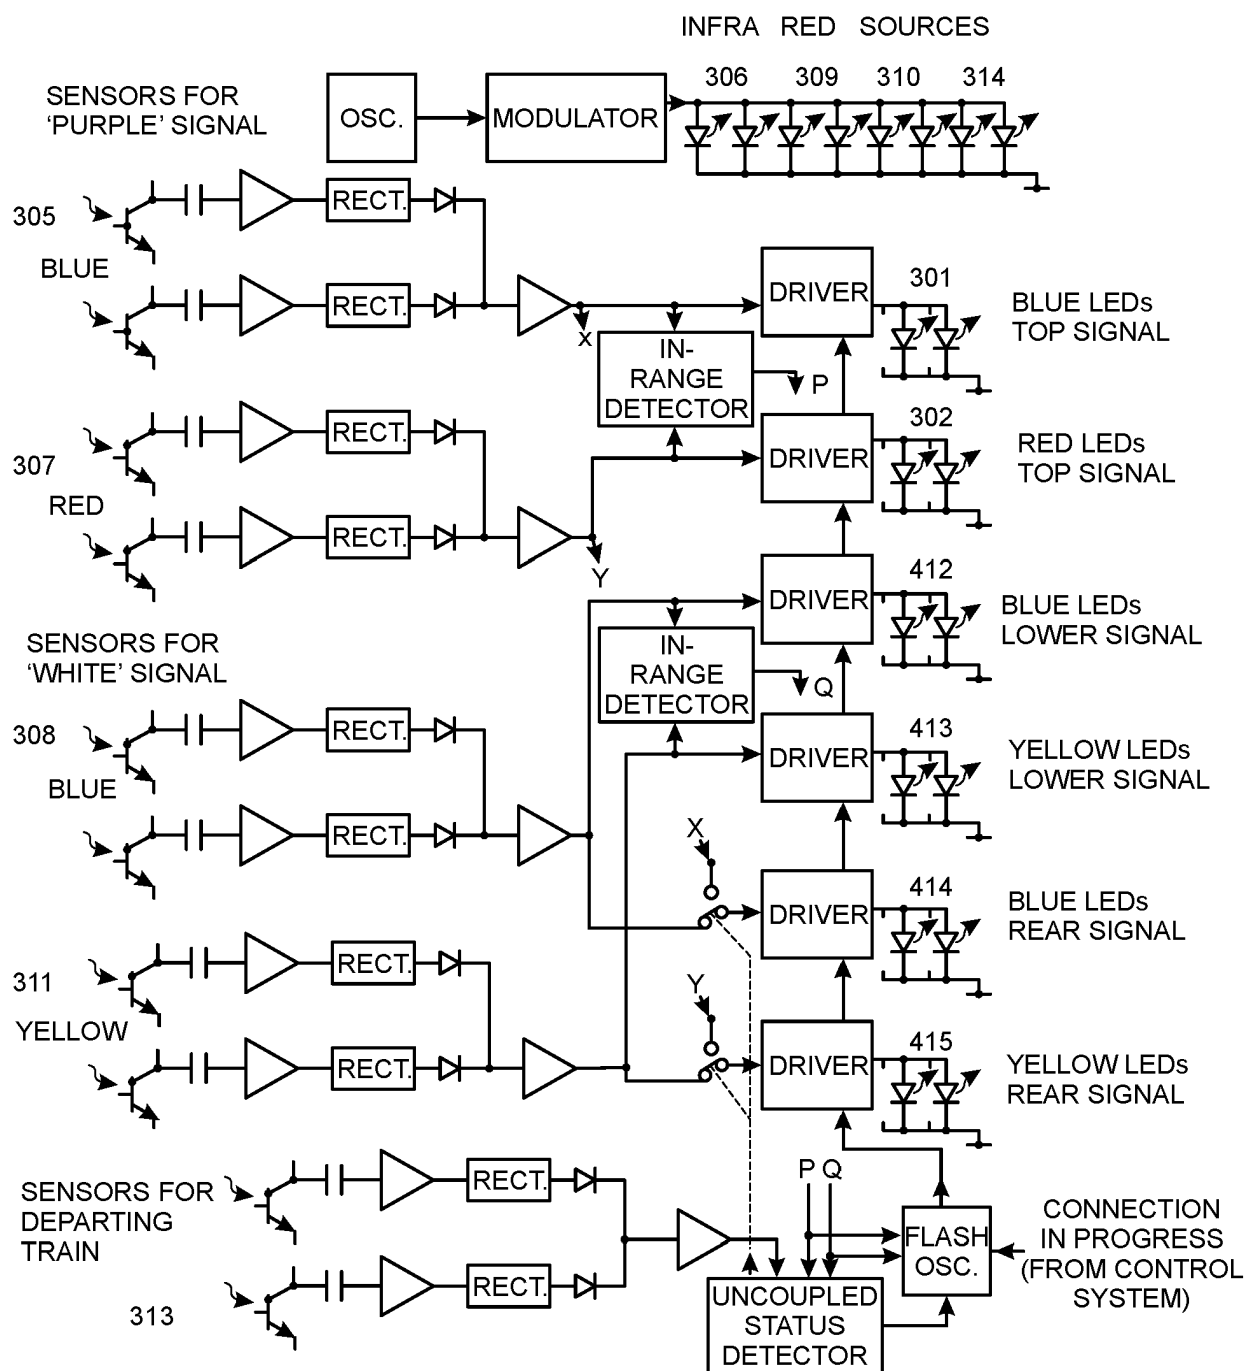 INFRA RED SOURCES
306 309 310 314
SENSORS FOR
‘PURPLE’ SIGNAL
OSC.
MODULATOR
305
BLUE
RECT.
RECT.
X
DRIVER
301
BLUE LEDs
TOP SIGNAL
IN-
RANGE
DETECTOR
P
307
RED
RECT.
RECT.
Y
DRIVER
302
RED LEDs
TOP SIGNAL
DRIVER
412
BLUE LEDs
LOWER SIGNAL
SENSORS FOR
‘WHITE’ SIGNAL
IN-
RANGE
DETECTOR
Q
308
BLUE
RECT.
RECT.
DRIVER
413
YELLOW LEDs
LOWER SIGNAL
X
DRIVER
414
BLUE LEDs
REAR SIGNAL
311
YELLOW
RECT.
RECT.
Y
DRIVER
415
YELLOW LEDs
REAR SIGNAL
SENSORS FOR
DEPARTING
TRAIN
313
RECT.
RECT.
P Q
FLASH
OSC.
CONNECTION
IN PROGRESS
(FROM CONTROL
SYSTEM)
UNCOUPLED
STATUS
DETECTOR